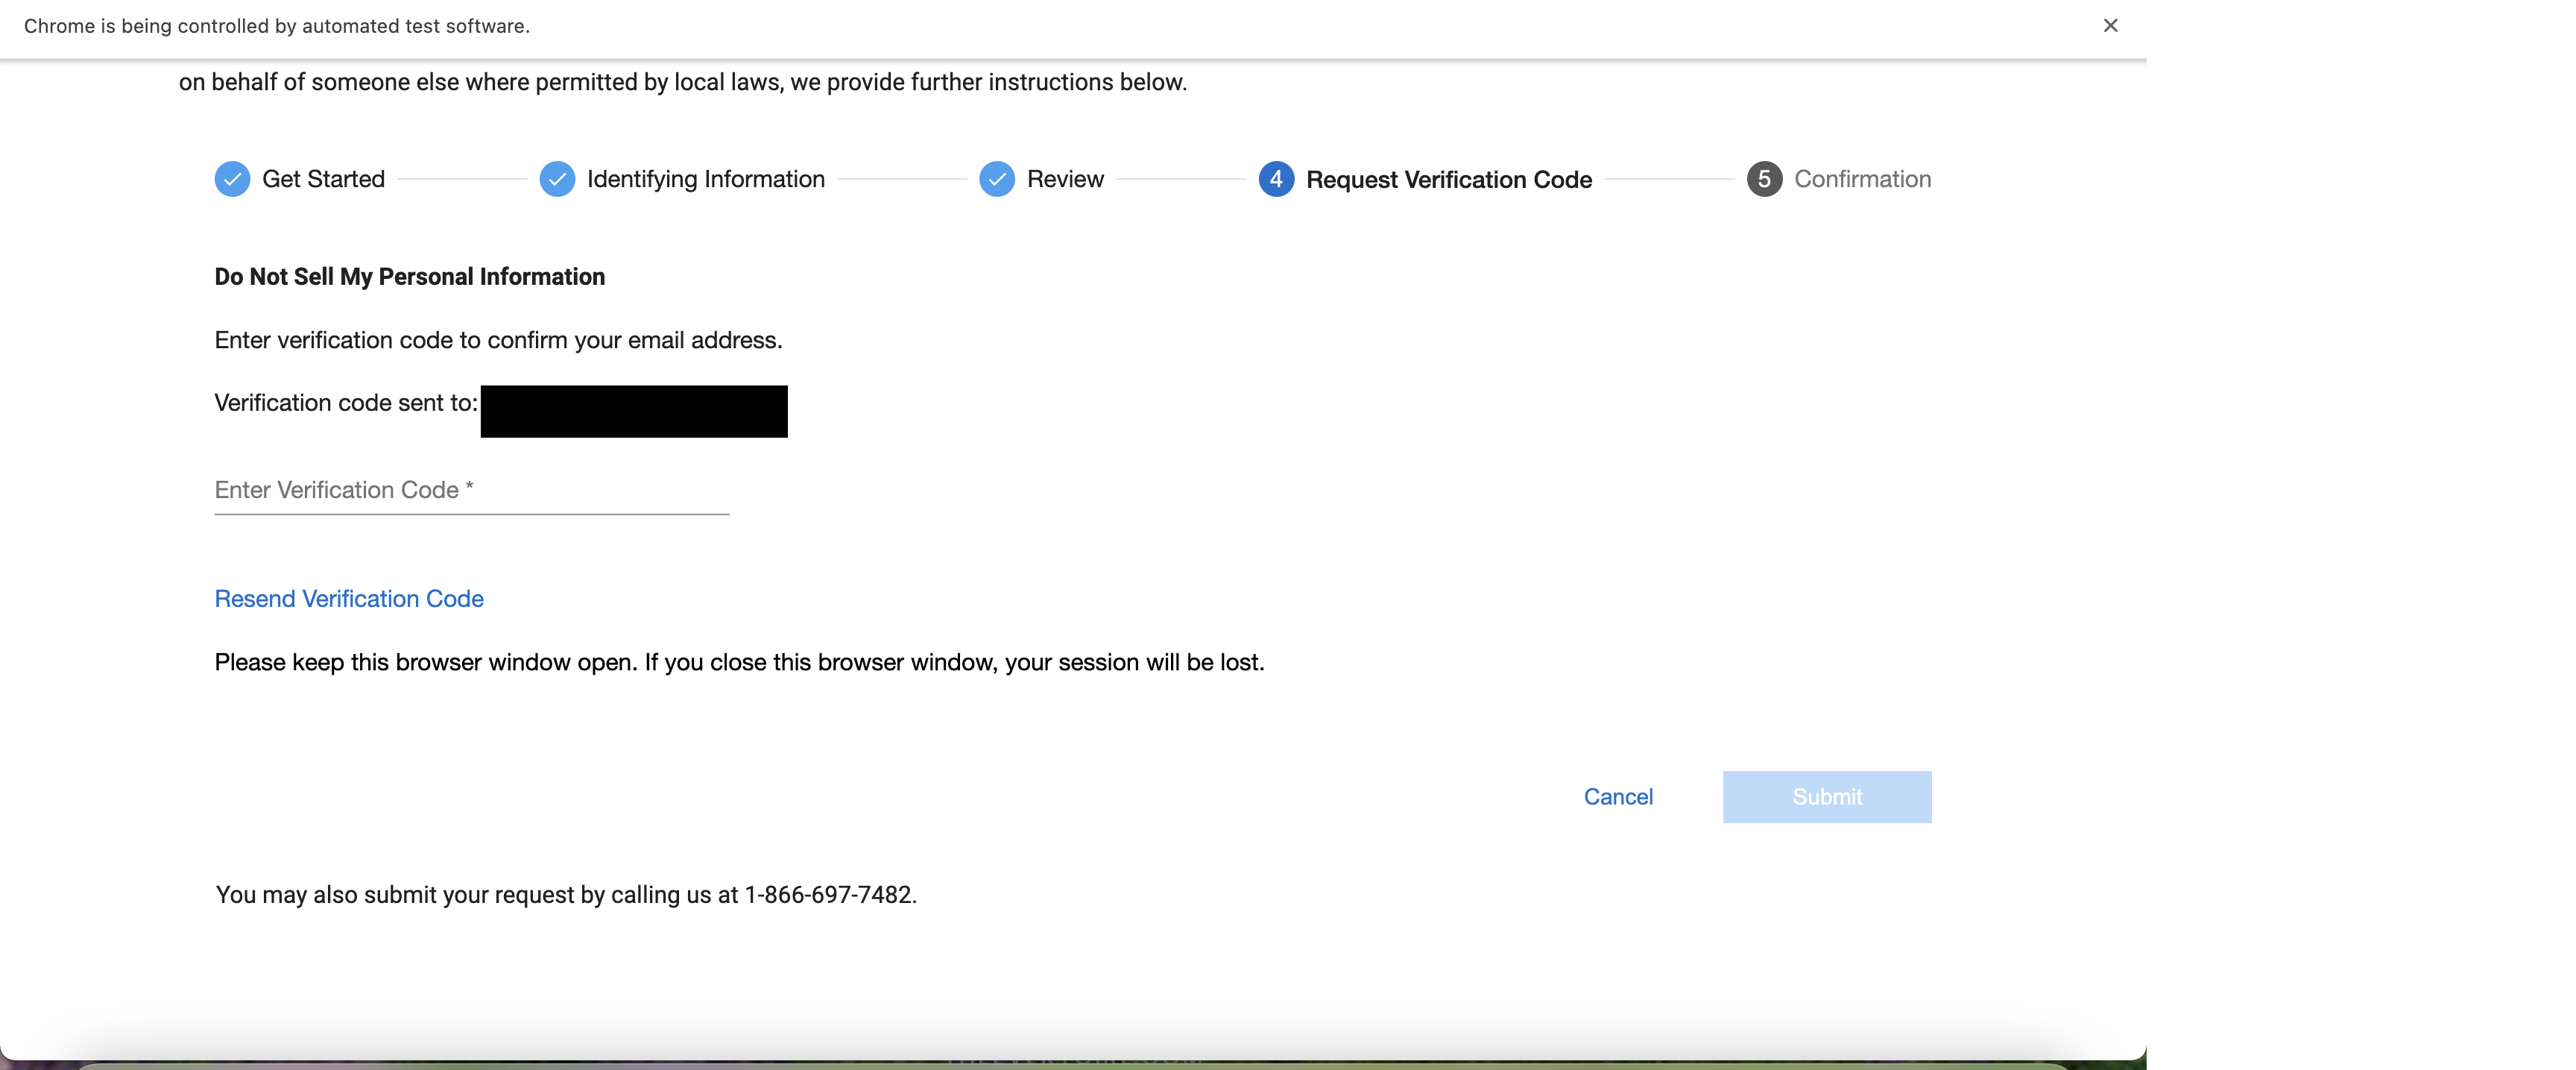 Chrome is being controlled by automated test software.
on behalf of someone else where permitted by local laws, we provide further instructions below.
Get Started
Identifying Information
Review
4 Request Verification Code
5 Confirmation
Do Not Sell My Personal Information
Enter verification code to confirm your email address.
Verification code sent to:
Enter Verification Code *
Resend Verification Code
Please keep this browser window open. If you close this browser window, your session will be lost.
Cancel
Submit
You may also submit your request by calling us at 1-866-697-7482.